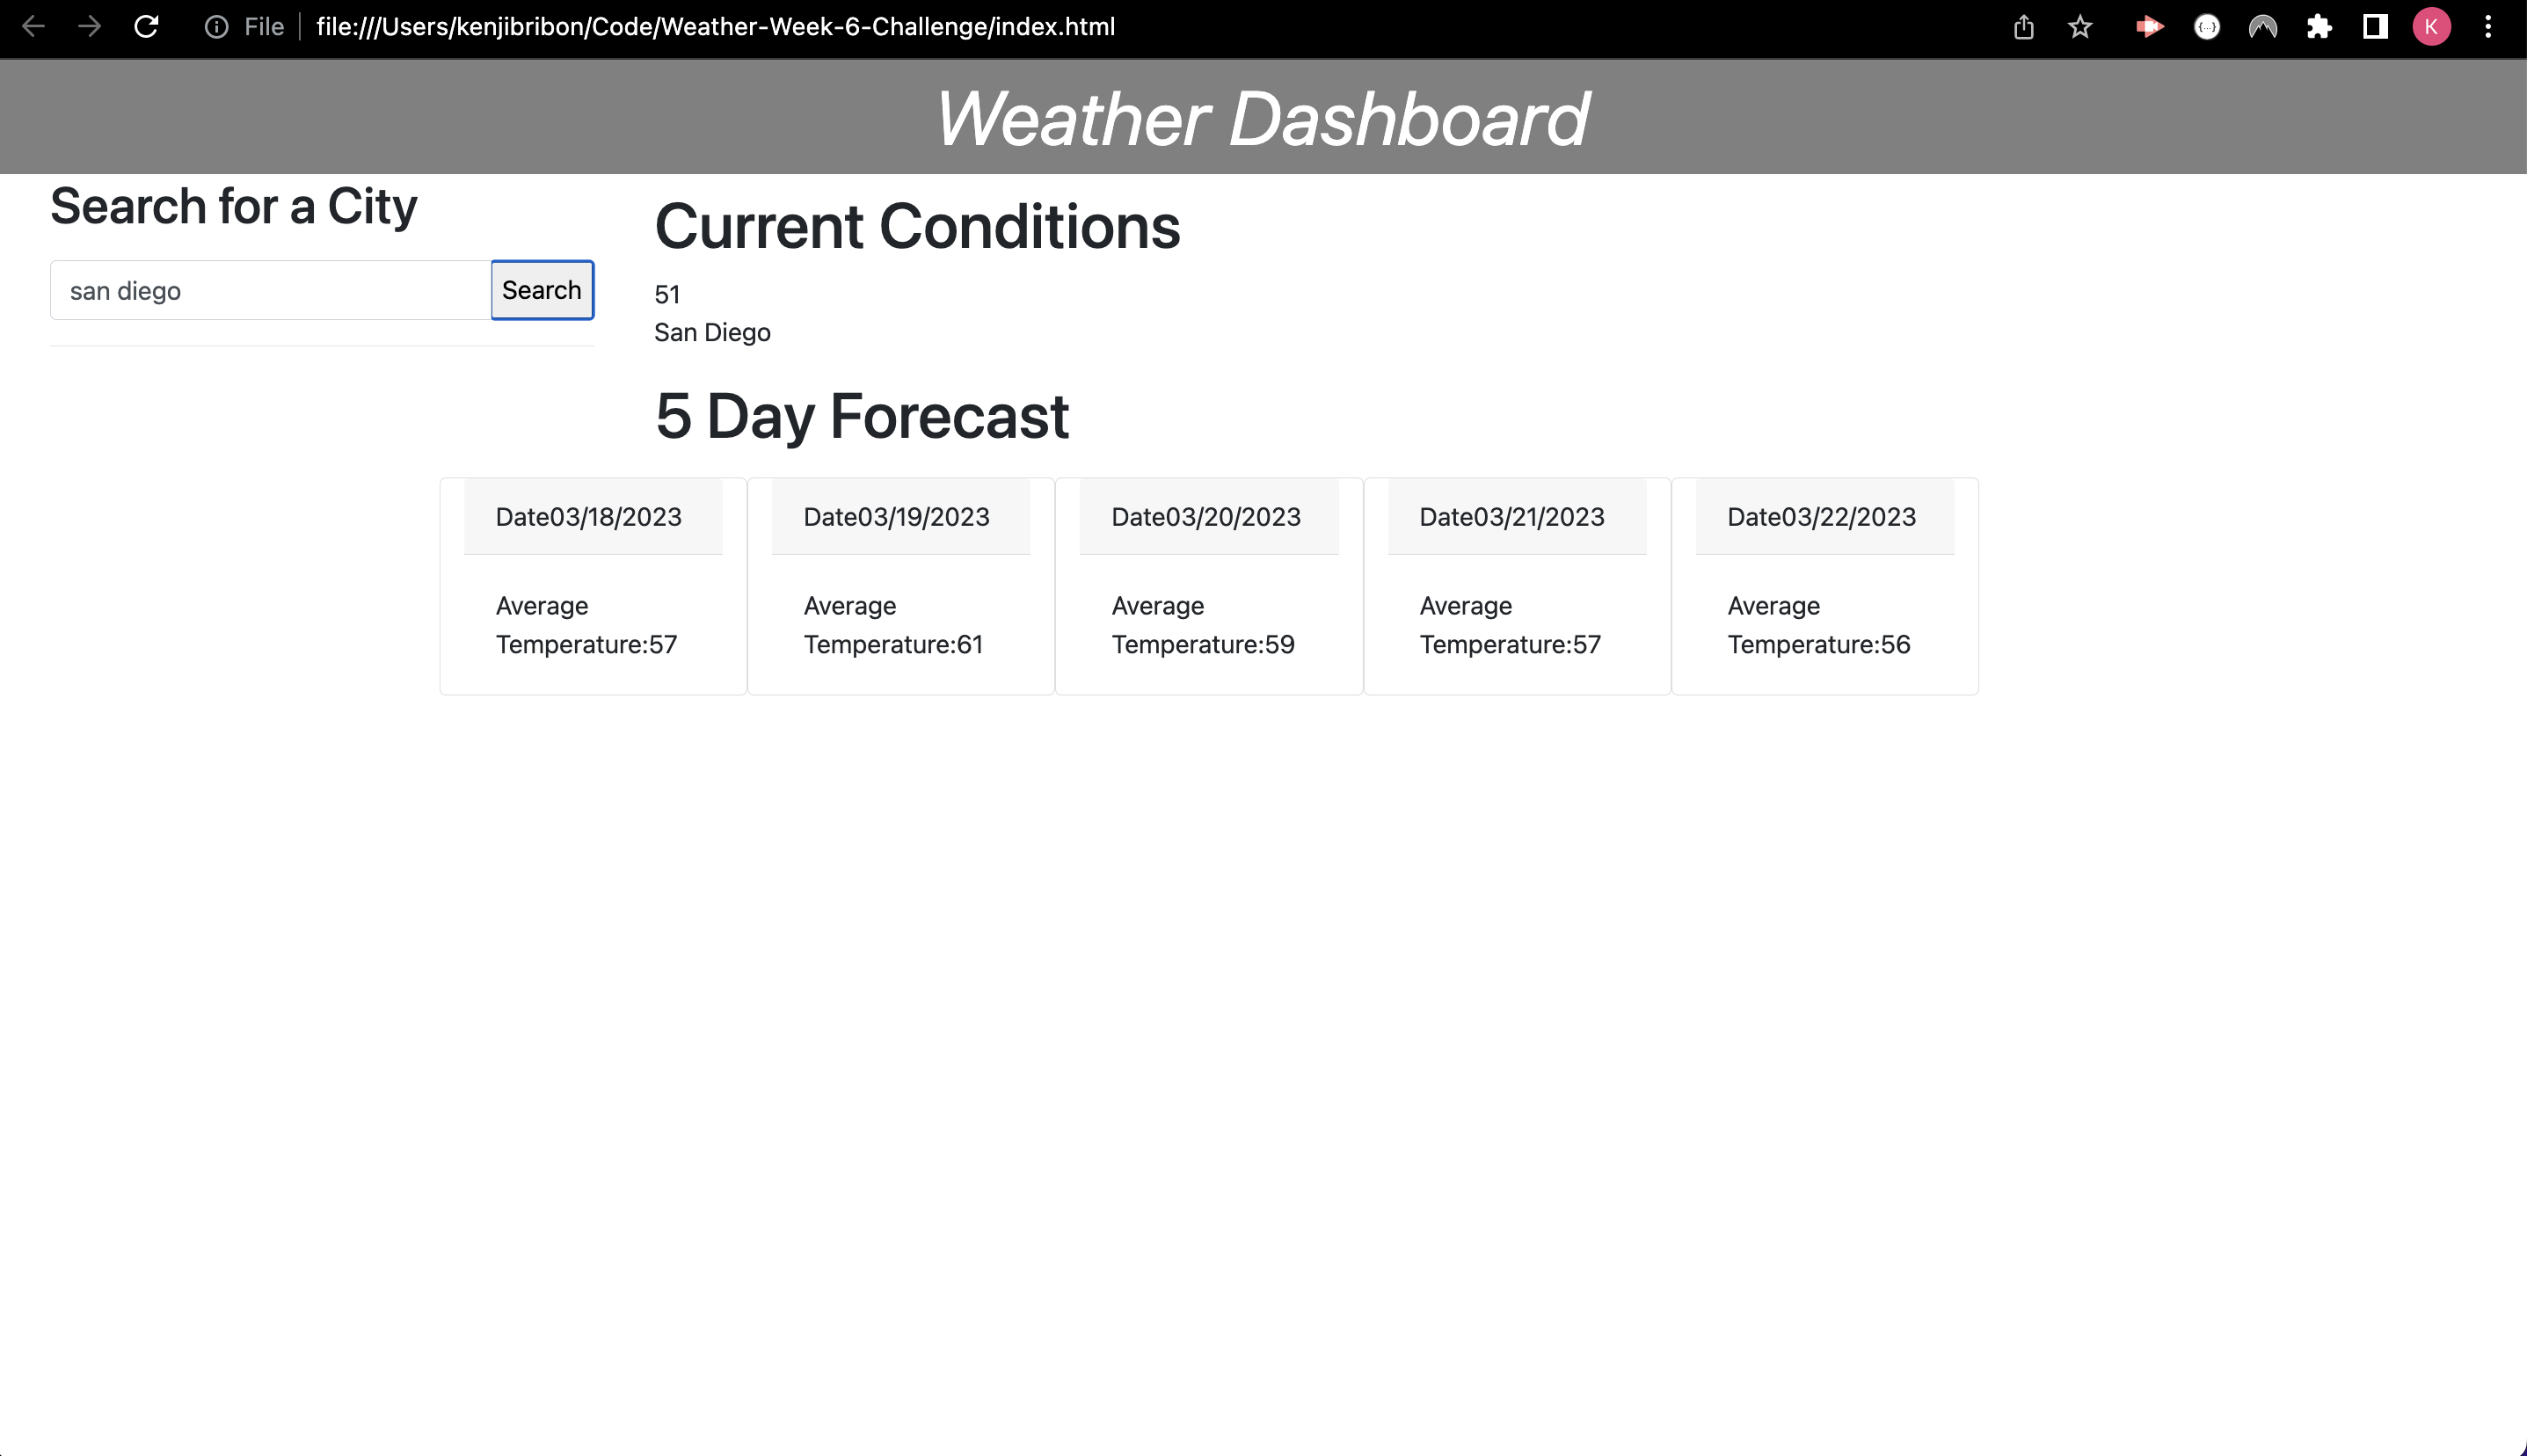 File file:///Users/kenjibribon/Code/Weather-Week-6-Challenge/index.html K
Weather Dashboard
Search for a City
san diego Search
Current Conditions
51
San Diego
5 Day Forecast
Date03/18/2023 Date03/19/2023 Date03/20/2023 Date03/21/2023 Date03/22/2023
Average Average Average Average Average
Temperature:57 Temperature:61 Temperature:59 Temperature:57 Temperature:56